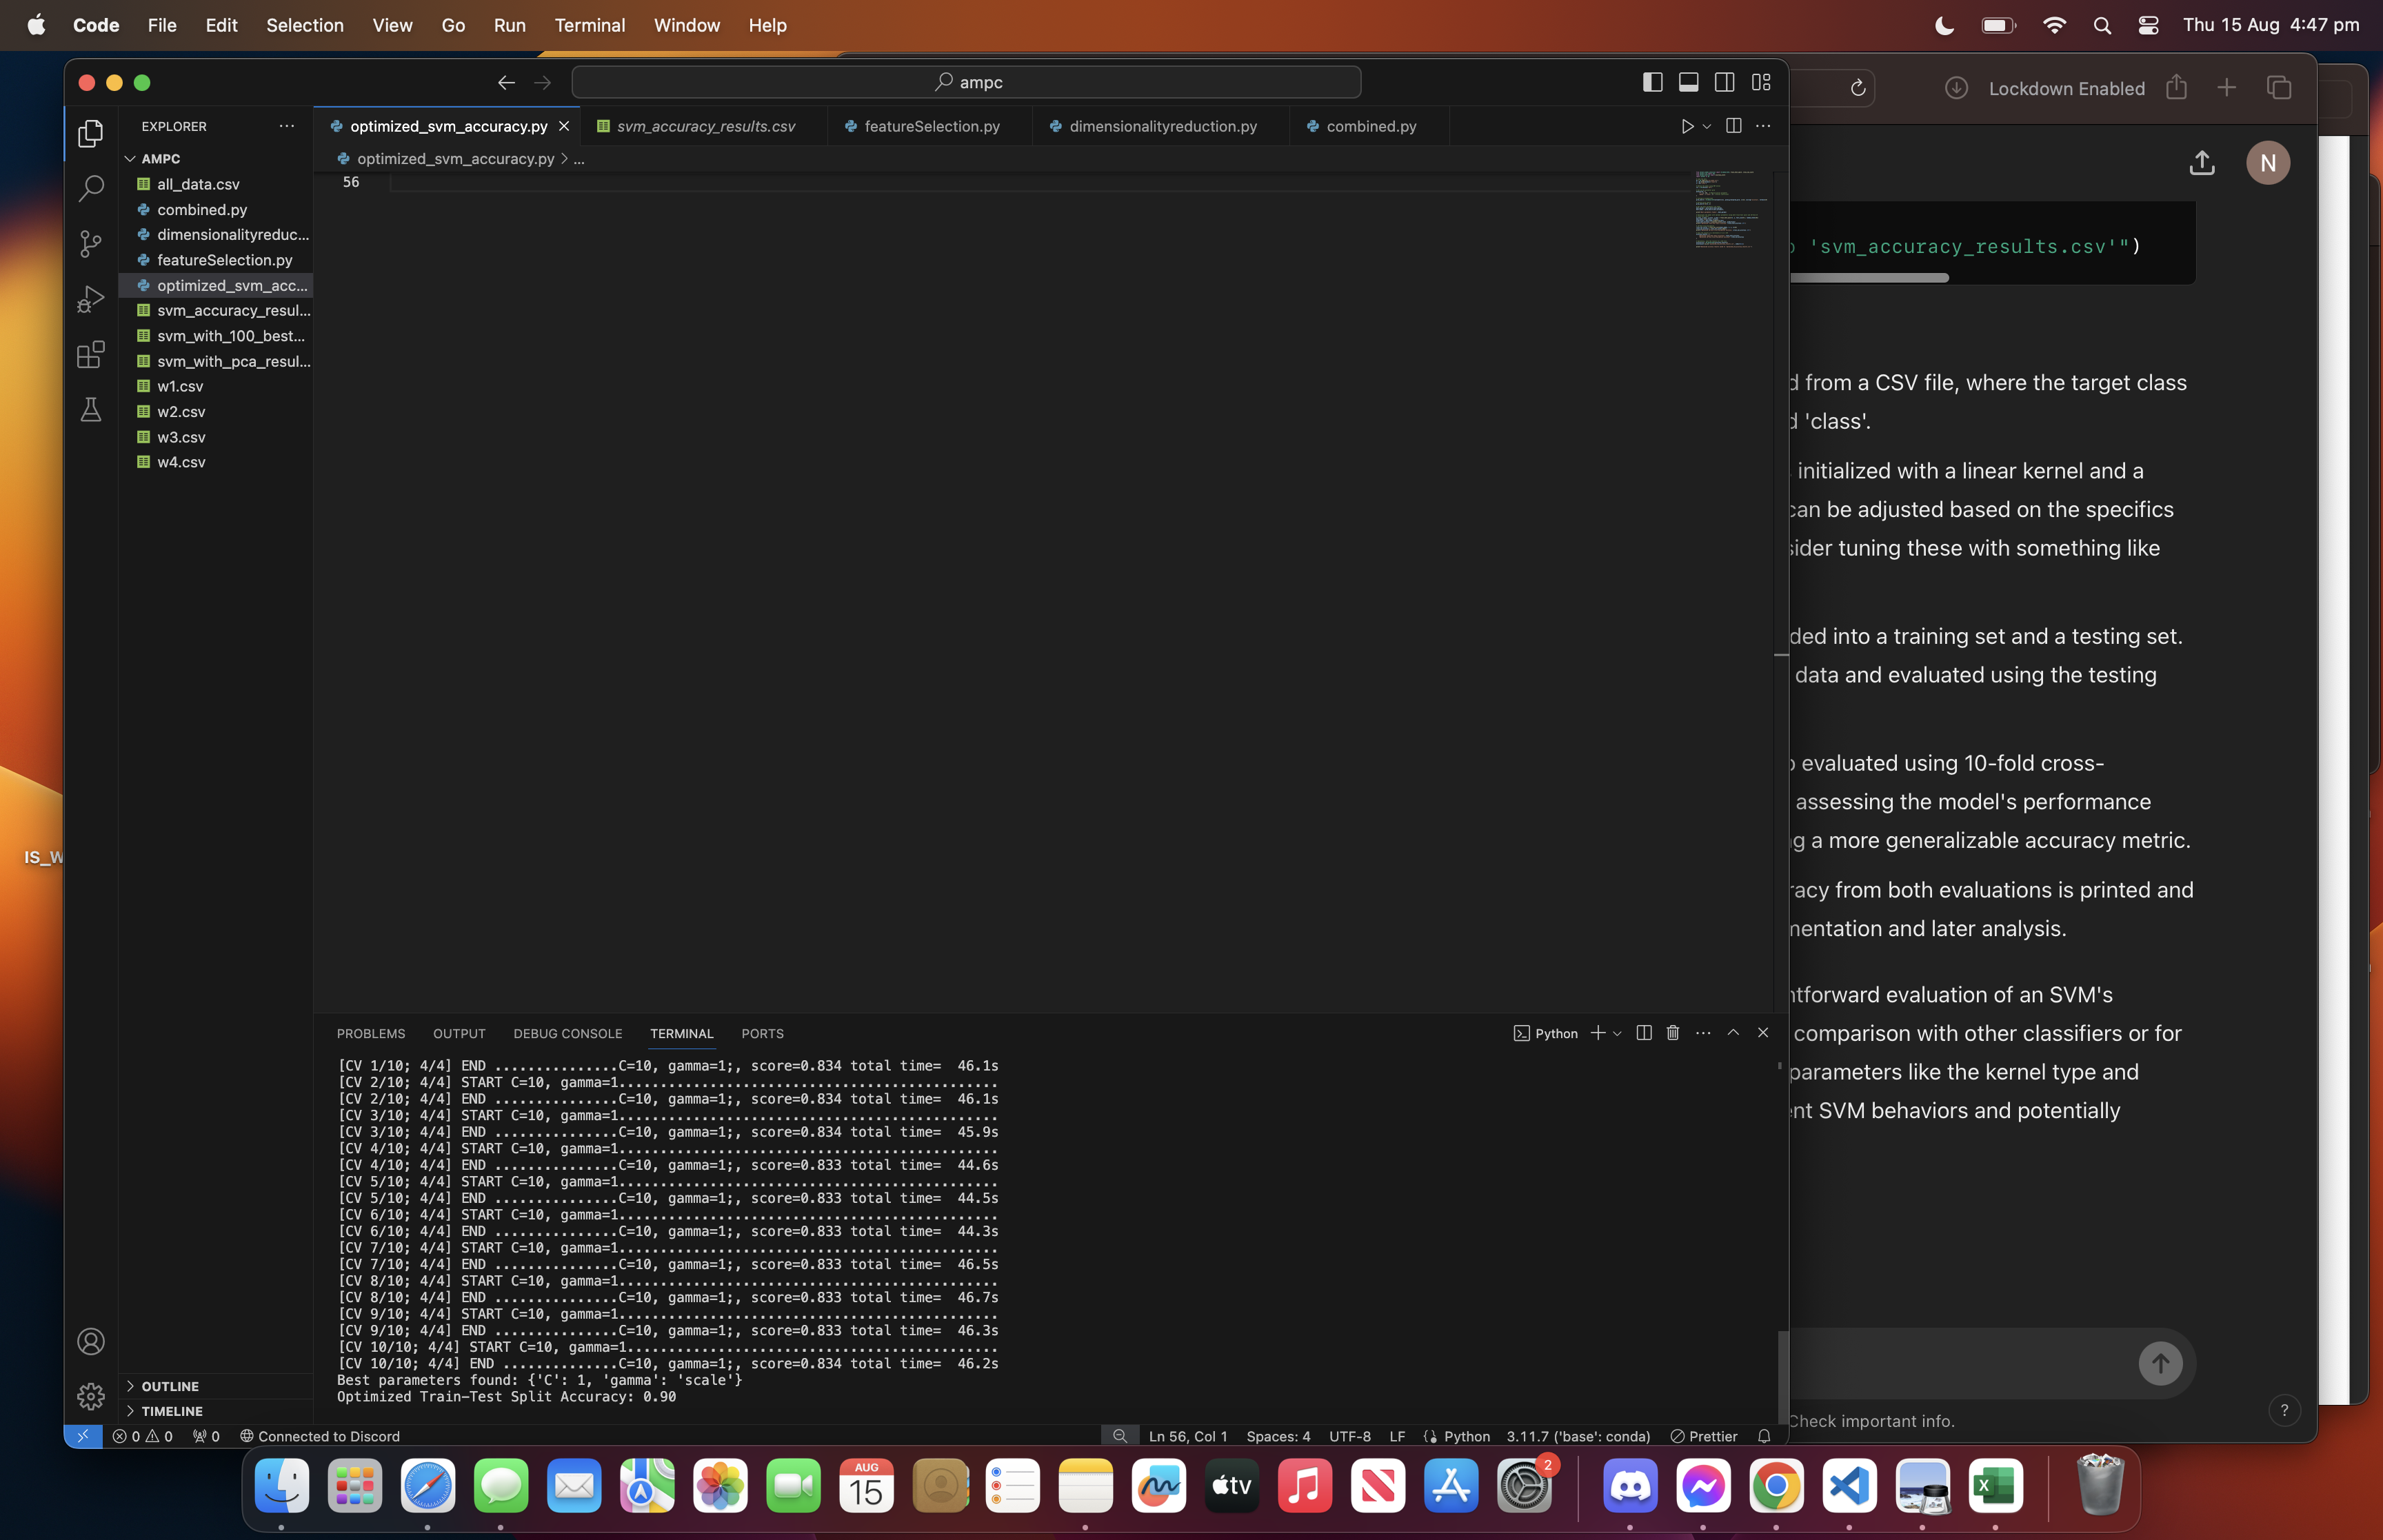 Code File Edit Selection View Go Run Terminal Window Help
Thu 15 Aug 4:47 pm
ampc
Lockdown Enabled
EXPLORER
optimized_svm_accuracy.py
svm_accuracy_results.csv
featureSelection.py
dimensionalityreduction.py
combined.py
AMPC
optimized_svm_accuracy.py > ...
56
all_data.csv
combined.py
dimensionalityreduc...
featureSelection.py
optimized_svm_acc...
svm_accuracy_resul...
svm_with_100_best...
svm_with_pca_resul...
w1.csv
w2.csv
w3.csv
w4.csv
N
'svm_accuracy_results.csv'")
d from a CSV file, where the target class
d 'class'.
initialized with a linear kernel and a
can be adjusted based on the specifics
sider tuning these with something like
ded into a training set and a testing set.
data and evaluated using the testing
evaluated using 10-fold cross-
assessing the model's performance
g a more generalizable accuracy metric.
racy from both evaluations is printed and
mentation and later analysis.
ntforward evaluation of an SVM's
comparison with other classifiers or for
parameters like the kernel type and
nt SVM behaviors and potentially
Check important info.
?
IS_W
PROBLEMS OUTPUT DEBUG CONSOLE TERMINAL PORTS
Python
[CV 1/10; 4/4] END ...............C=10, gamma=1;, score=0.834 total time=  46.1s
[CV 2/10; 4/4] START C=10, gamma=1..............................................
[CV 2/10; 4/4] END ...............C=10, gamma=1;, score=0.834 total time=  46.1s
[CV 3/10; 4/4] START C=10, gamma=1..............................................
[CV 3/10; 4/4] END ...............C=10, gamma=1;, score=0.834 total time=  45.9s
[CV 4/10; 4/4] START C=10, gamma=1..............................................
[CV 4/10; 4/4] END ...............C=10, gamma=1;, score=0.833 total time=  44.6s
[CV 5/10; 4/4] START C=10, gamma=1..............................................
[CV 5/10; 4/4] END ...............C=10, gamma=1;, score=0.833 total time=  44.5s
[CV 6/10; 4/4] START C=10, gamma=1..............................................
[CV 6/10; 4/4] END ...............C=10, gamma=1;, score=0.833 total time=  44.3s
[CV 7/10; 4/4] START C=10, gamma=1..............................................
[CV 7/10; 4/4] END ...............C=10, gamma=1;, score=0.833 total time=  46.5s
[CV 8/10; 4/4] START C=10, gamma=1..............................................
[CV 8/10; 4/4] END ...............C=10, gamma=1;, score=0.833 total time=  46.7s
[CV 9/10; 4/4] START C=10, gamma=1..............................................
[CV 9/10; 4/4] END ...............C=10, gamma=1;, score=0.833 total time=  46.3s
[CV 10/10; 4/4] START C=10, gamma=1.............................................
[CV 10/10; 4/4] END ..............C=10, gamma=1;, score=0.834 total time=  46.2s
Best parameters found: {'C': 1, 'gamma': 'scale'}
Optimized Train-Test Split Accuracy: 0.90
OUTLINE
TIMELINE
0 0 0 Connected to Discord
Ln 56, Col 1 Spaces: 4 UTF-8 LF Python 3.11.7 ('base': conda) Prettier
AUG
15
tv
2